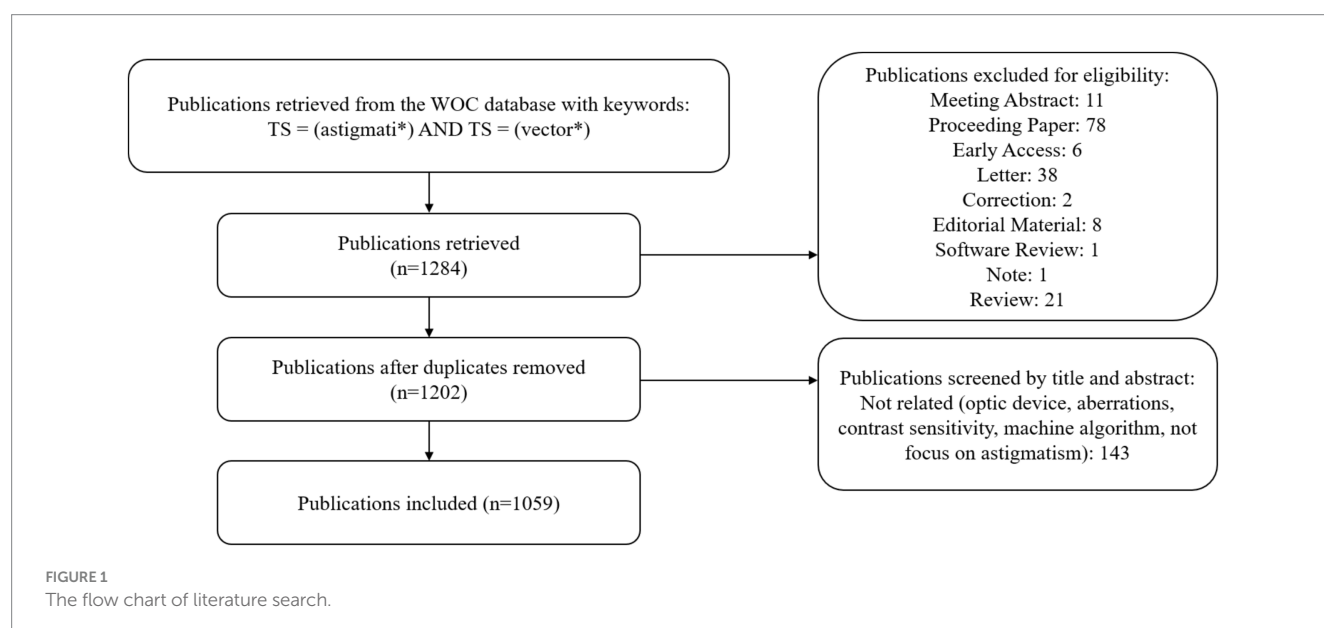 Publications retrieved from the WOC database with keywords:
TS = (astigmati*) AND TS = (vector*)
Publications excluded for eligibility:
Meeting Abstract: 11
Proceeding Paper: 78
Early Access: 6
Letter: 38
Correction: 2
Editorial Material: 8
Software Review: 1
Note: 1
Review: 21
Publications retrieved
(n=1284)
Publications after duplicates removed
(n=1202)
Publications screened by title and abstract:
Not related (optic device, aberrations,
contrast sensitivity, machine algorithm, not
focus on astigmatism): 143
Publications included (n=1059)
FIGURE 1
The flow chart of literature search.